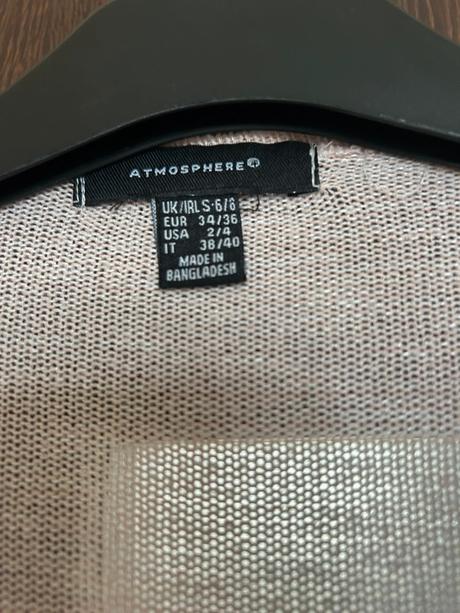 ATMOSPHERE
UK/IRL S·6/8
EUR 34/36
USA 2/4
IT 38/40
MADE IN
BANGLADESH